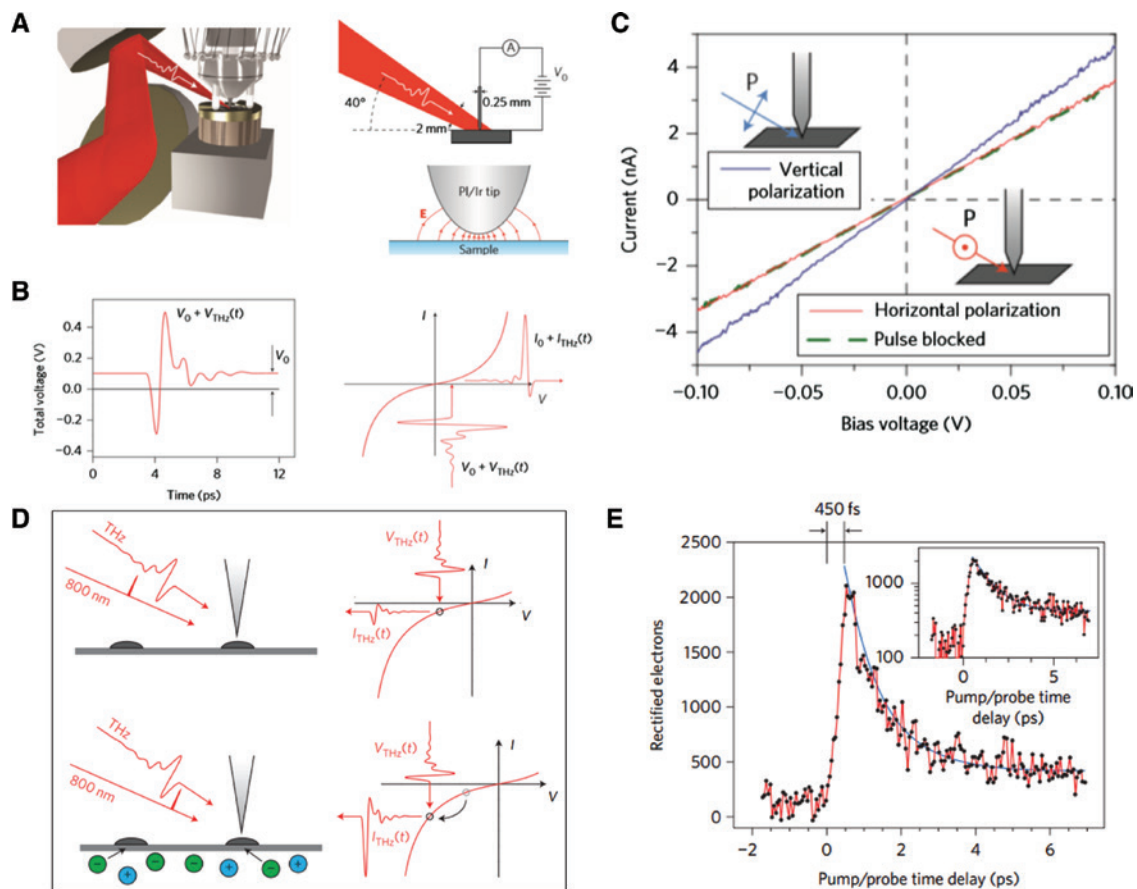 A
40°
2 mm
0.25 mm
A
V0
Pl/Ir tip
E
Sample
B
Total voltage (V)
0.4
0.2
0.0
−0.2
−0.4
0
4
8
12
Time (ps)
V0 + VTHz(t)
V0
I
I0 + ITHz(t)
V
V0 + VTHz(t)
C
Current (nA)
4
2
0
−2
−4
−0.10
−0.05
0.00
0.05
0.10
Bias voltage (V)
P
Vertical
polarization
P
Horizontal polarization
Pulse blocked
D
THz
800 nm
VTHz(t)
I
V
ITHz(t)
THz
800 nm
− + − − + − +
VTHz(t)
I
V
ITHz(t)
E
450 fs
Rectified electrons
2500
2000
1500
1000
500
0
0
2
4
6
Pump/probe time delay (ps)
1000
100
0
5
Pump/probe time
delay (ps)